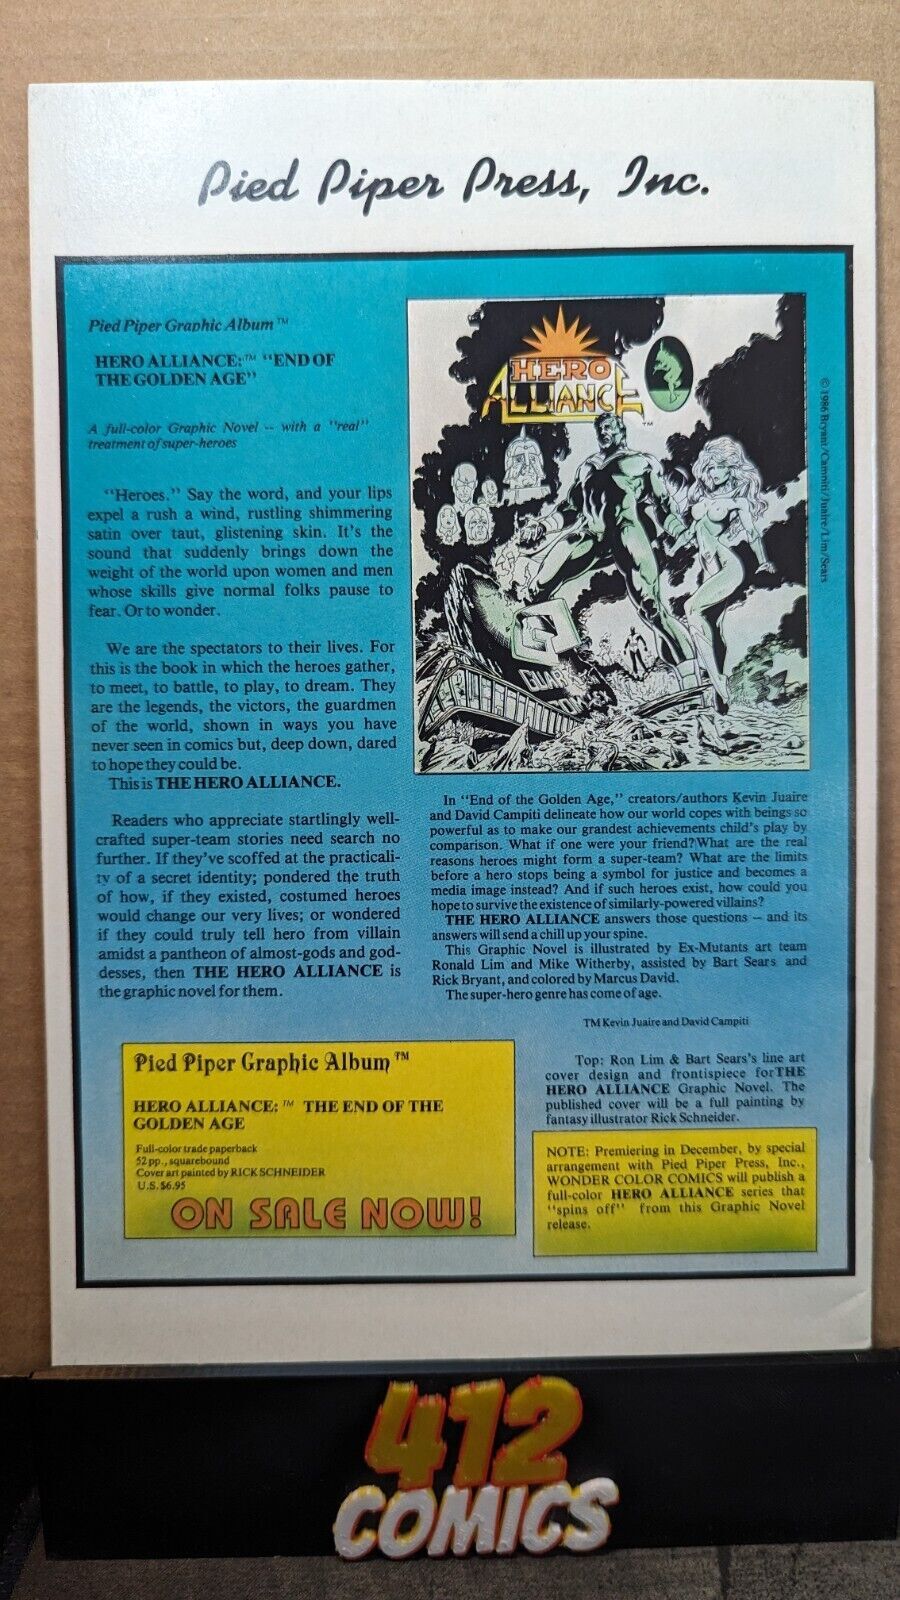 Pied Piper Press, Inc.
Pied Piper Graphic Album™
HERO ALLIANCE:™ "END OF
THE GOLDEN AGE"
A full-color Graphic Novel -- with a "real"
treatment of super-heroes
"Heroes." Say the word, and your lips
expel a rush a wind, rustling shimmering
satin over taut, glistening skin. It's the
sound that suddenly brings down the
weight of the world upon women and men
whose skills give normal folks pause to
fear. Or to wonder.
We are the spectators to their lives. For
this is the book in which the heroes gather,
to meet, to battle, to play, to dream. They
are the legends, the victors, the guardmen
of the world, shown in ways you have
never seen in comics but, deep down, dared
to hope they could be.
This is THE HERO ALLIANCE.
Readers who appreciate startlingly well-
crafted super-team stories need search no
further. If they've scoffed at the practicali-
ty of a secret identity; pondered the truth
of how, if they existed, costumed heroes
would change our very lives; or wondered
if they could truly tell hero from villain
amidst a pantheon of almost-gods and god-
desses, then THE HERO ALLIANCE is
the graphic novel for them.
HERO
ALLIANCE
™
© 1986 Bryant/Campiti/Juaire/Lim/Sears
In "End of the Golden Age," creators/authors Kevin Juaire
and David Campiti delineate how our world copes with beings so
powerful as to make our grandest achievements child's play by
comparison. What if one were your friend? What are the real
reasons heroes might form a super-team? What are the limits
before a hero stops being a symbol for justice and becomes a
media image instead? And if such heroes exist, how could you
hope to survive the existence of similarly-powered villains?
THE HERO ALLIANCE answers those questions -- and its
answers will send a chill up your spine.
This Graphic Novel is illustrated by Ex-Mutants art team
Ronald Lim and Mike Witherby, assisted by Bart Sears and
Rick Bryant, and colored by Marcus David.
The super-hero genre has come of age.
TM Kevin Juaire and David Campiti
Top: Ron Lim & Bart Sears's line art
cover design and frontispiece for THE
HERO ALLIANCE Graphic Novel. The
published cover will be a full painting by
fantasy illustrator Rick Schneider.
Pied Piper Graphic Album™
HERO ALLIANCE:™ THE END OF THE
GOLDEN AGE
Full-color trade paperback
52 pp., squarebound
Cover art painted by RICK SCHNEIDER
U.S. $6.95
ON SALE NOW!
NOTE: Premiering in December, by special
arrangement with Pied Piper Press, Inc.,
WONDER COLOR COMICS will publish a
full-color HERO ALLIANCE series that
"spins off" from this Graphic Novel
release.
412
COMICS